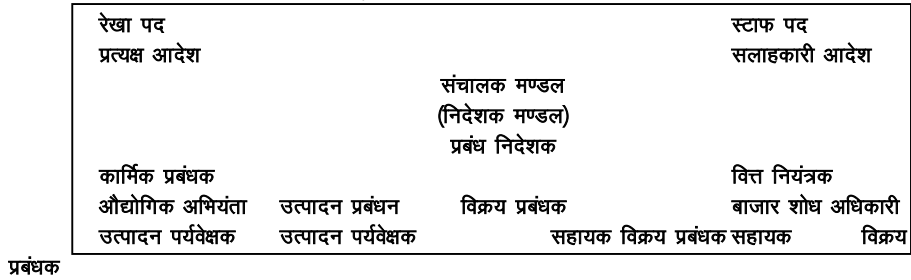 रेखा पद स्टाफ पद
प्रत्यक्ष आदेश सलाहकारी आदेश
संचालक मण्डल
(निदेशक मण्डल)
प्रबंध निदेशक
कार्मिक प्रबंधक वित्त नियंत्रक
औद्योगिक अभियंता उत्पादन प्रबंधन विक्रय प्रबंधक बाजार शोध अधिकारी
उत्पादन पर्यवेक्षक उत्पादन पर्यवेक्षक सहायक विक्रय प्रबंधक सहायक विक्रय
प्रबंधक